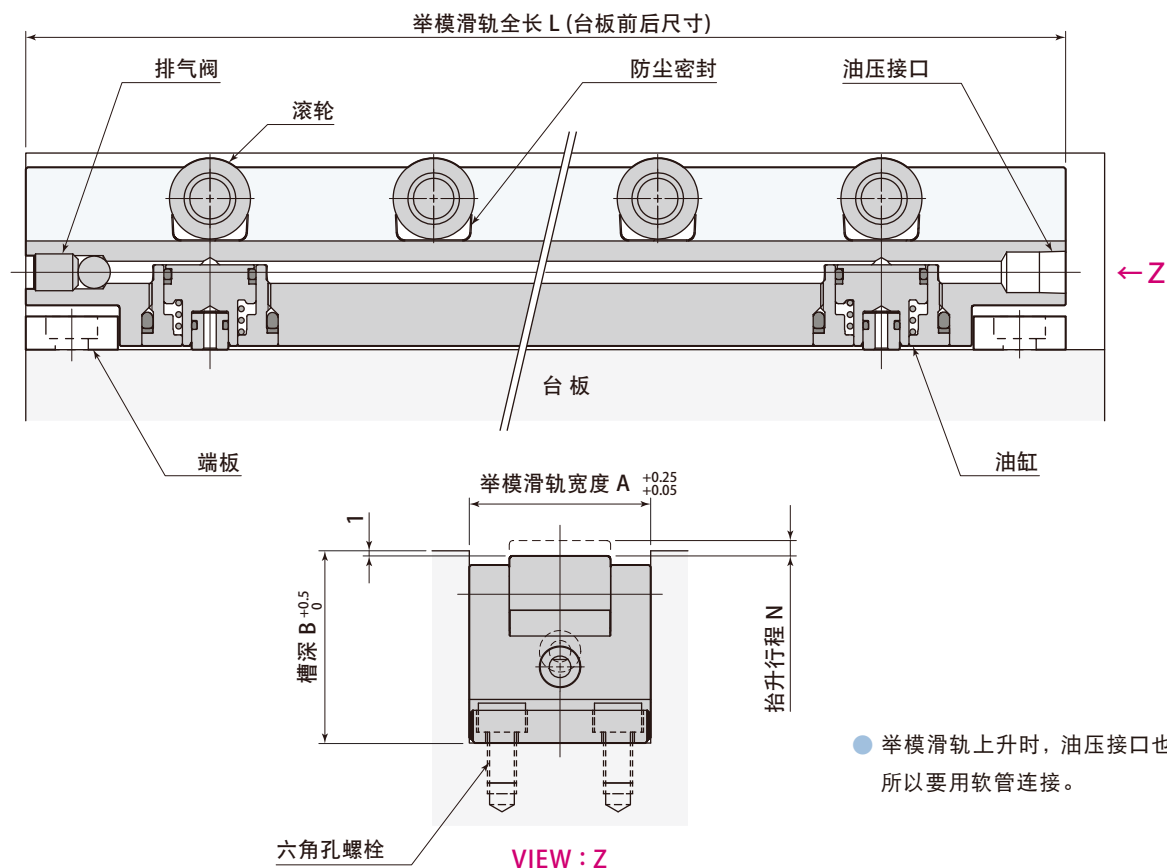 举模滑轨全长 L (台板前后尺寸)
排气阀
防尘密封
油压接口
滚轮
←Z
台 板
端板
油缸
举模滑轨宽度 A +0.25 +0.05
1
槽深 B +0.5 0
抬升行程 N
举模滑轨上升时, 油压接口也
所以要用软管连接。
六角孔螺栓
VIEW : Z